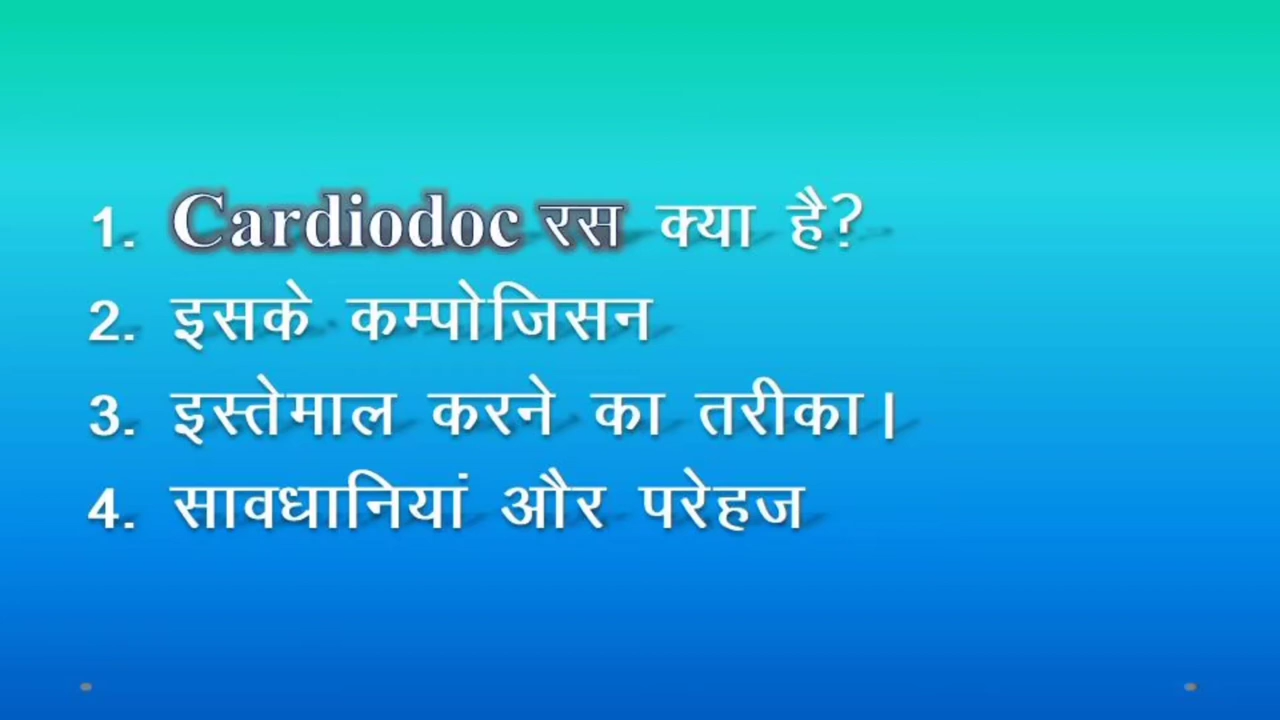 1. Cardiodoc रस क्या है?
2. इसके कम्पोजिसन
3. इस्तेमाल करने का तरीका।
4. सावधानियां और परेहज